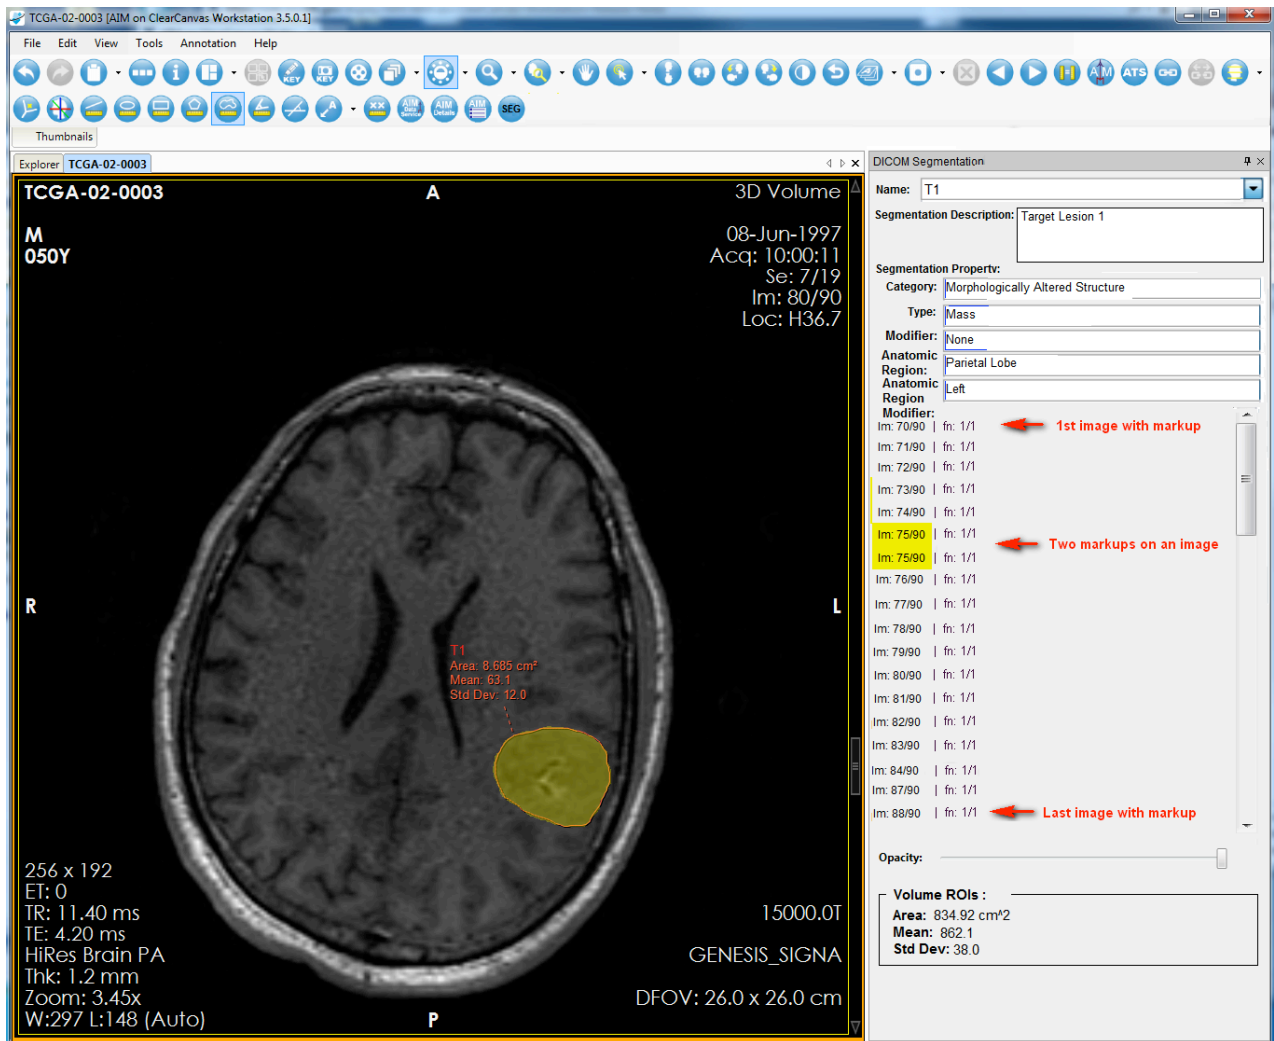 TCGA-02-0003 [AIM on ClearCanvas Workstation 3.5.0.1]
File Edit View Tools Annotation Help
KEY KEY AIM ATS
AIM Data Service AIM Details AIM SEG
Thumbnails
Explorer TCGA-02-0003
TCGA-02-0003
A
3D Volume
M
050Y
08-Jun-1997
Acq: 10:00:11
Se: 7/19
Im: 80/90
Loc: H36.7
R
L
T1
Area: 8.685 cm²
Mean: 63.1
Std Dev: 12.0
256 x 192
ET: 0
TR: 11.40 ms
TE: 4.20 ms
HiRes Brain PA
Thk: 1.2 mm
Zoom: 3.45x
W:297 L:148 (Auto)
P
15000.0T
GENESIS_SIGNA
DFOV: 26.0 x 26.0 cm
DICOM Segmentation
Name: T1
Segmentation Description: Target Lesion 1
Segmentation Property:
Category: Morphologically Altered Structure
Type: Mass
Modifier: None
Anatomic Region: Parietal Lobe
Anatomic Region Modifier: Left
Im: 70/90 | fn: 1/1 1st image with markup
Im: 71/90 | fn: 1/1
Im: 72/90 | fn: 1/1
Im: 73/90 | fn: 1/1
Im: 74/90 | fn: 1/1
Im: 75/90 | fn: 1/1
Two markups on an image
Im: 75/90 | fn: 1/1
Im: 76/90 | fn: 1/1
Im: 77/90 | fn: 1/1
Im: 78/90 | fn: 1/1
Im: 79/90 | fn: 1/1
Im: 80/90 | fn: 1/1
Im: 81/90 | fn: 1/1
Im: 82/90 | fn: 1/1
Im: 83/90 | fn: 1/1
Im: 84/90 | fn: 1/1
Im: 87/90 | fn: 1/1
Im: 88/90 | fn: 1/1 Last image with markup
Opacity:
Volume ROIs :
Area: 834.92 cm^2
Mean: 862.1
Std Dev: 38.0